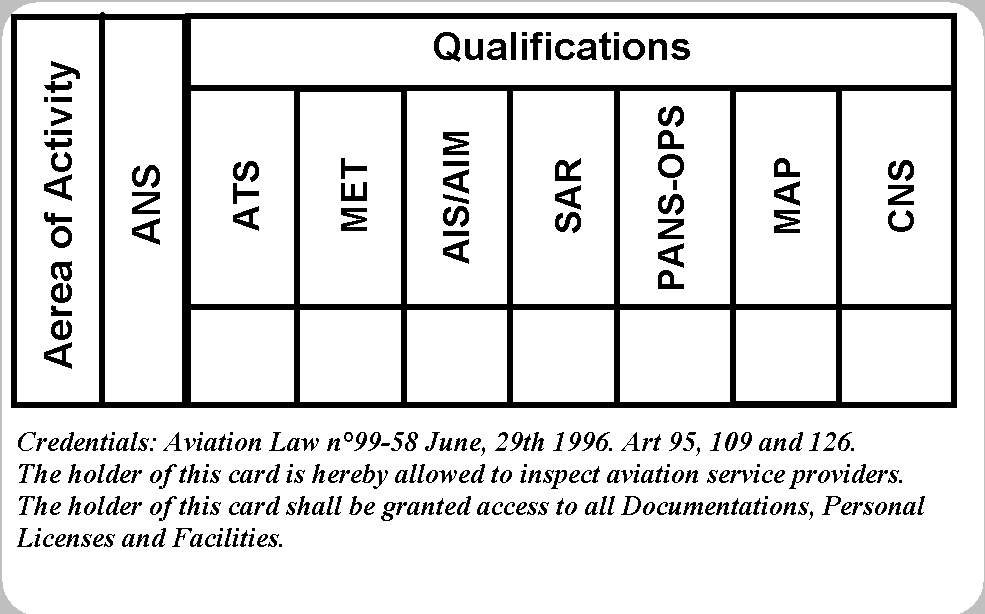 Aerea of Activity
ANS
Qualifications
ATS
MET
AIS/AIM
SAR
PANS-OPS
MAP
CNS
Credentials: Aviation Law n°99-58 June, 29th 1996. Art 95, 109 and 126.
The holder of this card is hereby allowed to inspect aviation service providers.
The holder of this card shall be granted access to all Documentations, Personal
Licenses and Facilities.